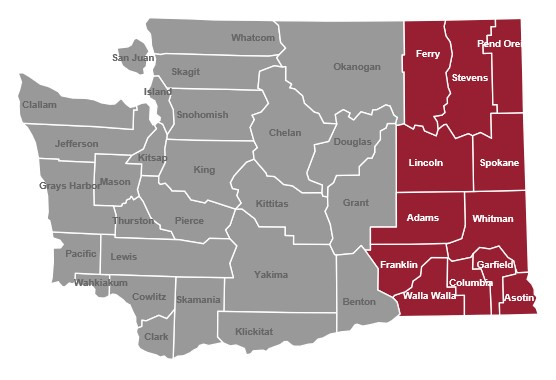 Whatcom
San Juan
Skagit
Okanogan
Ferry
Pend Ore
Stevens
Island
Clallam
Snohomish
Chelan
Douglas
Jefferson
Kitsap
King
Lincoln
Spokane
Grays Harbor
Mason
Kittitas
Grant
Thurston
Pierce
Adams
Whitman
Pacific
Lewis
Franklin
Garfield
Wahkiakum
Yakima
Columbia
Cowlitz
Skamania
Benton
Walla Walla
Asotin
Clark
Klickitat